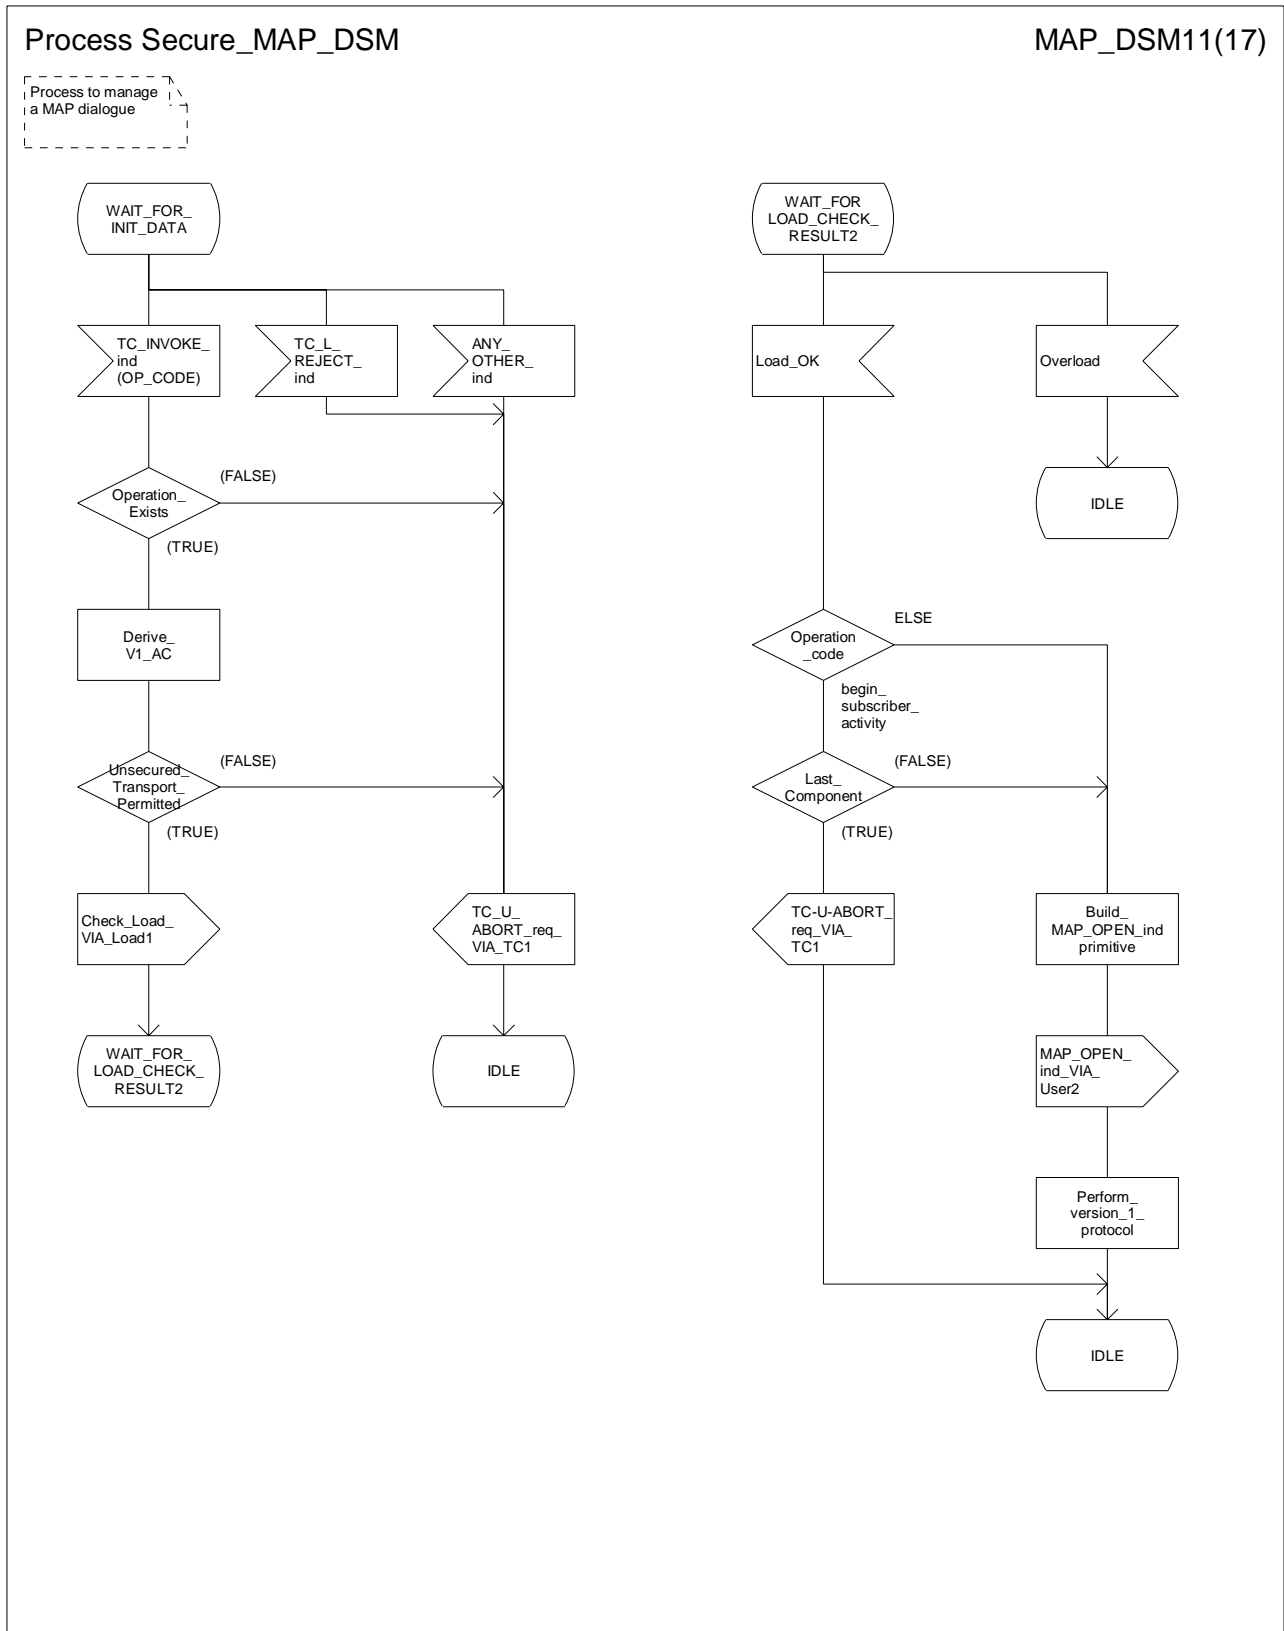 Process Secure_MAP_DSM
MAP_DSM11(17)
Process to manage
a MAP dialogue
WAIT_FOR_
INIT_DATA
TC_INVOKE_
ind
(OP_CODE)
TC_L_
REJECT_
ind
ANY_
OTHER_
ind
Operation_
Exists
(FALSE)
(TRUE)
Derive_
V1_AC
Unsecured_
Transport_
Permitted
(FALSE)
(TRUE)
Check_Load_
VIA_Load1
TC_U_
ABORT_req_
VIA_TC1
WAIT_FOR_
LOAD_CHECK_
RESULT2
IDLE
WAIT_FOR
LOAD_CHECK_
RESULT2
Load_OK
Overload
IDLE
Operation
_code
ELSE
begin_
subscriber_
activity
Last_
Component
(FALSE)
(TRUE)
TC-U-ABORT_
req_VIA_
TC1
Build_
MAP_OPEN_ind
primitive
MAP_OPEN_
ind_VIA_
User2
Perform_
version_1_
protocol
IDLE